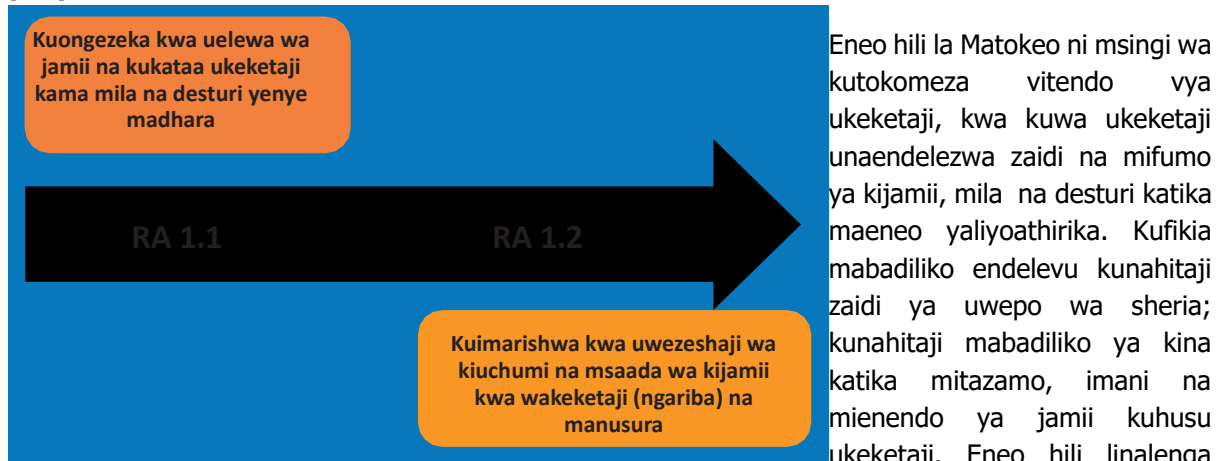 Kuongezeka kwa uelewa wa
jamii na kukataa ukeketaji
kama mila na desturi yenye
madhara
RA 1.1
RA 1.2
Kuimarishwa kwa uwezeshaji wa
kiuchumi na msaada wa kijamii
kwa wakeketaji (ngariba) na
manusura
Eneo hili la Matokeo ni msingi wa
kutokomeza vitendo vya
ukeketaji, kwa kuwa ukeketaji
unaendelezwa zaidi na mifumo
ya kijamii, mila na desturi katika
maeneo yaliyoathirika. Kufikia
mabadiliko endelevu kunahitaji
zaidi ya uwepo wa sheria;
kunahitaji mabadiliko ya kina
katika mitazamo, imani na
mienendo ya jamii kuhusu
ukeketaji. Eneo hili linalenga